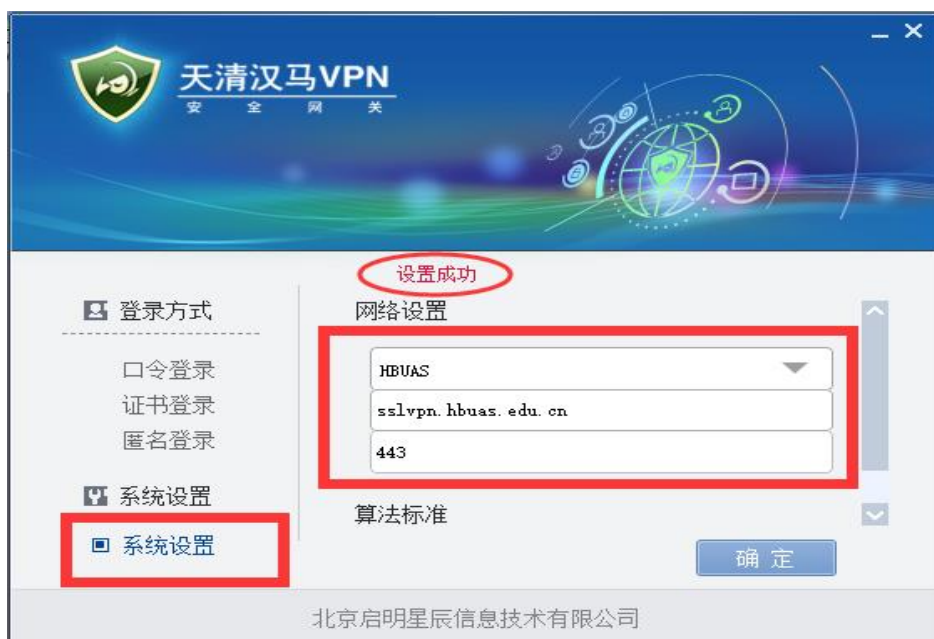 天清汉马VPN
安全网关
设置成功
登录方式
口令登录
证书登录
匿名登录
系统设置
系统设置
网络设置
HBUAS
sslvpn.hbuas.edu.cn
443
算法标准
确定
北京启明星辰信息技术有限公司